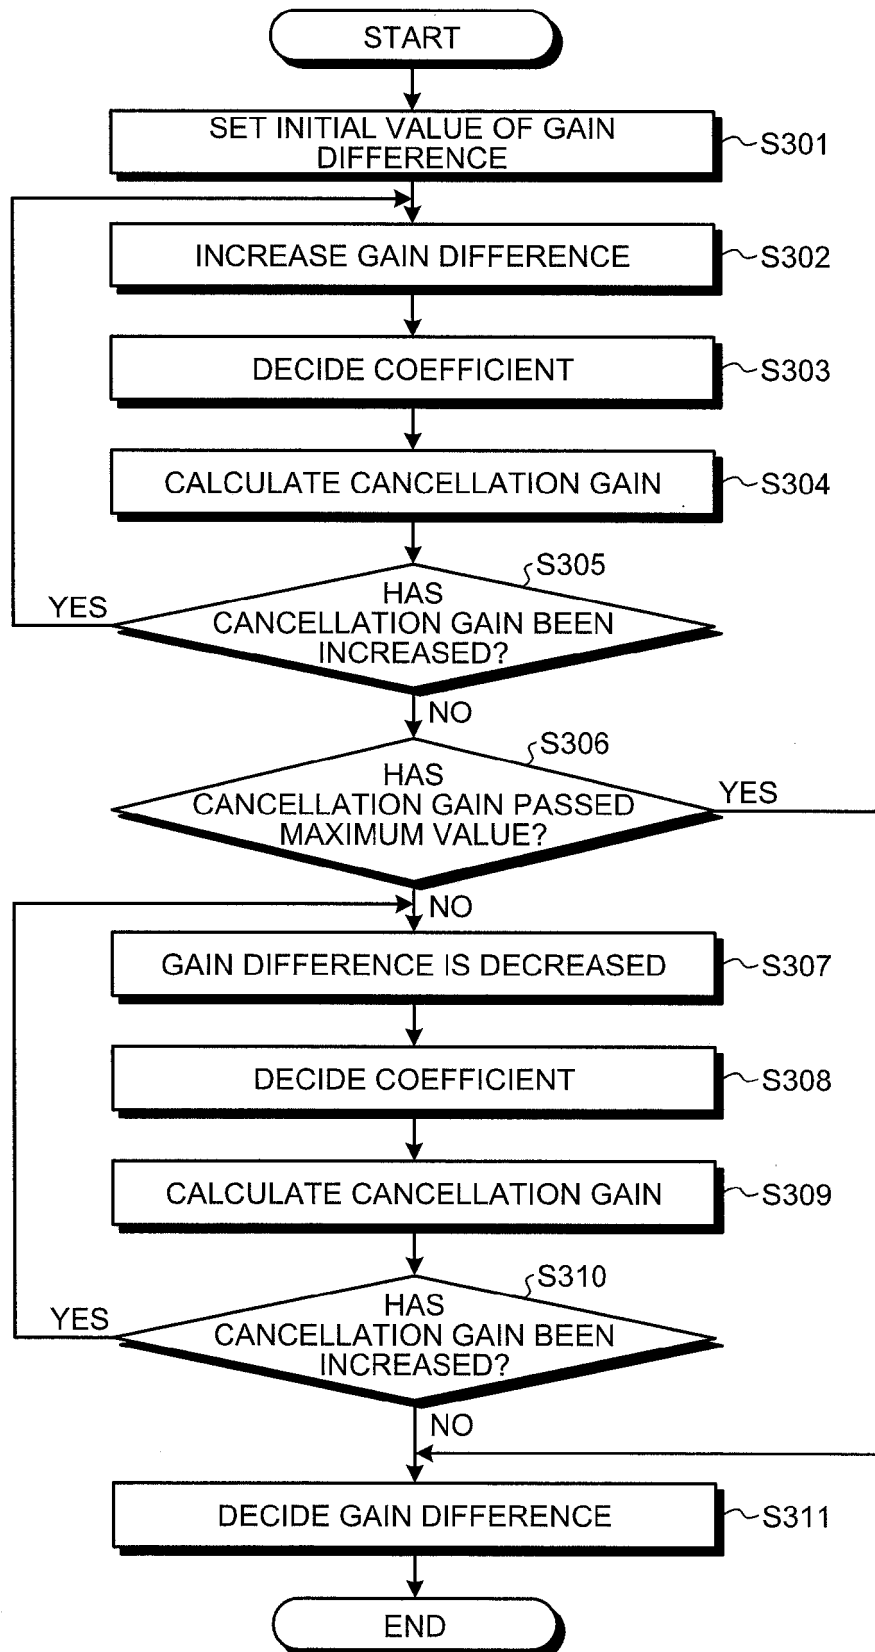 START
SET INITIAL VALUE OF GAIN
DIFFERENCE
S301
INCREASE GAIN DIFFERENCE
S302
DECIDE COEFFICIENT
S303
CALCULATE CANCELLATION GAIN
S304
S305
HAS
CANCELLATION GAIN BEEN
INCREASED?
YES
NO
S306
HAS
CANCELLATION GAIN PASSED
MAXIMUM VALUE?
YES
NO
GAIN DIFFERENCE IS DECREASED
S307
DECIDE COEFFICIENT
S308
CALCULATE CANCELLATION GAIN
S309
S310
HAS
CANCELLATION GAIN BEEN
INCREASED?
YES
NO
DECIDE GAIN DIFFERENCE
S311
END